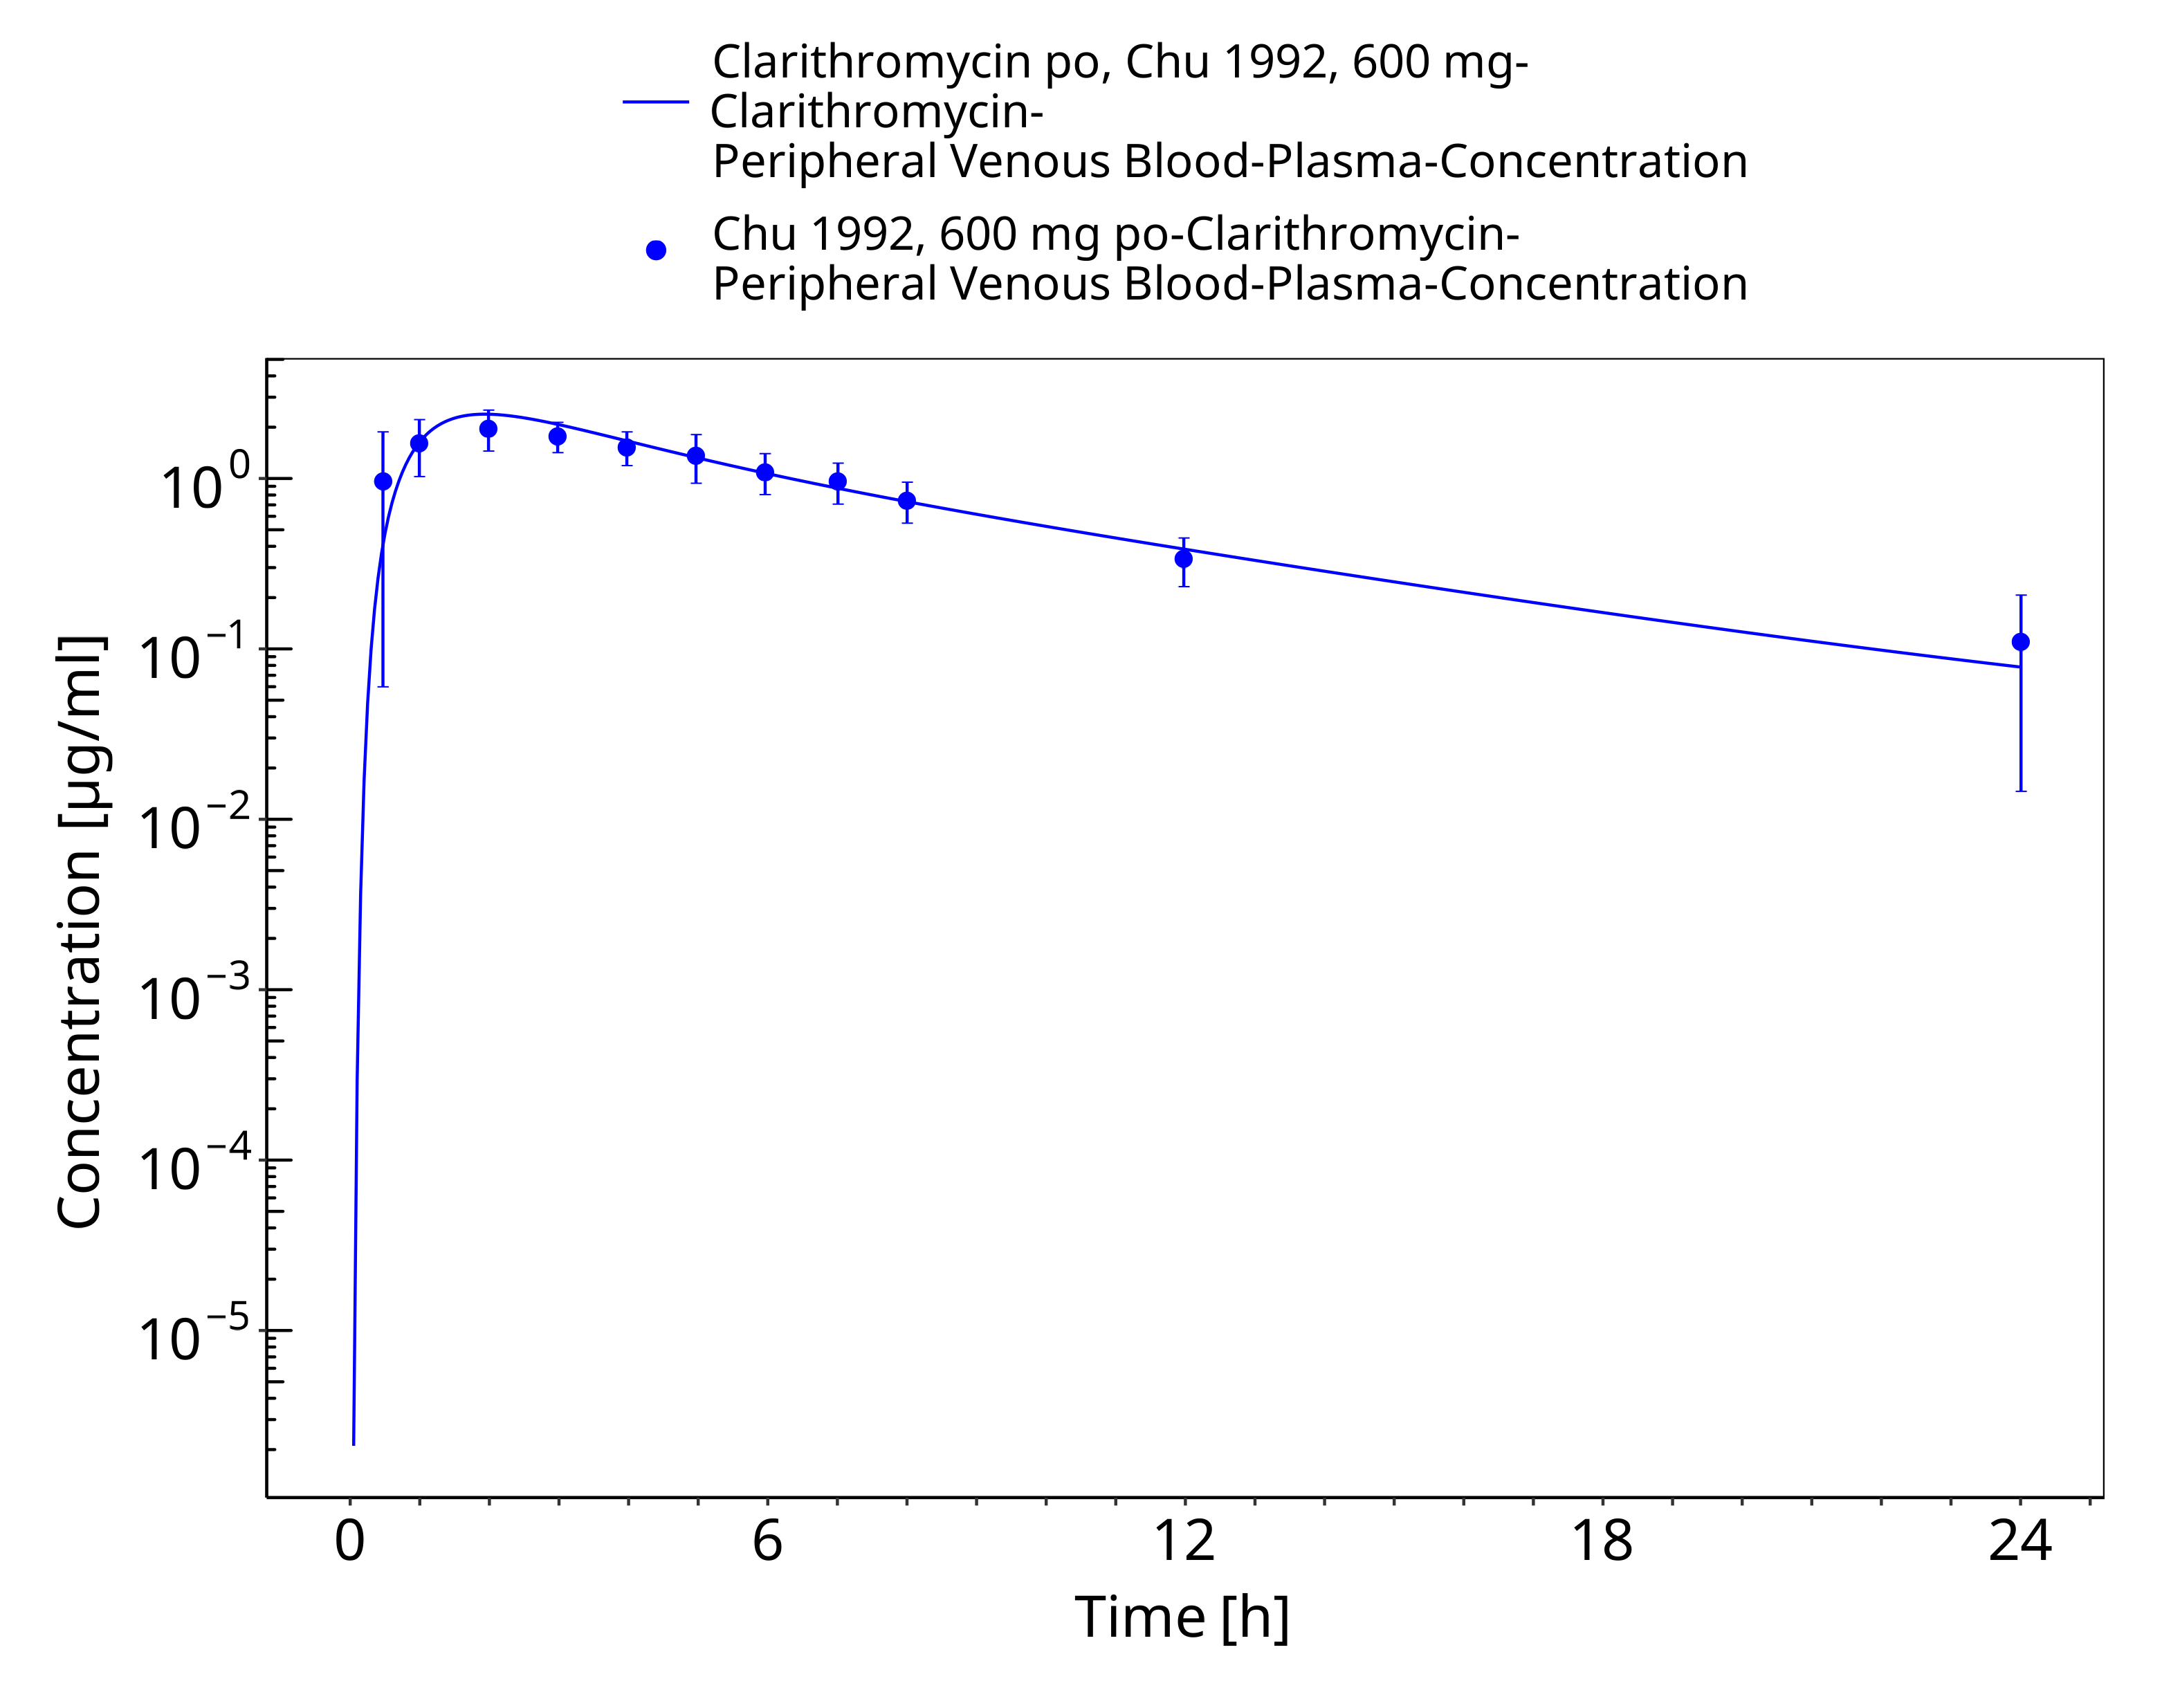 Clarithromycin po, Chu 1992, 600 mg-
Clarithromycin-
Peripheral Venous Blood-Plasma-Concentration
Chu 1992, 600 mg po-Clarithromycin-
Peripheral Venous Blood-Plasma-Concentration
Concentration [µg/ml]
10⁰
10⁻¹
10⁻²
10⁻³
10⁻⁴
10⁻⁵
0 6 12 18 24
Time [h]